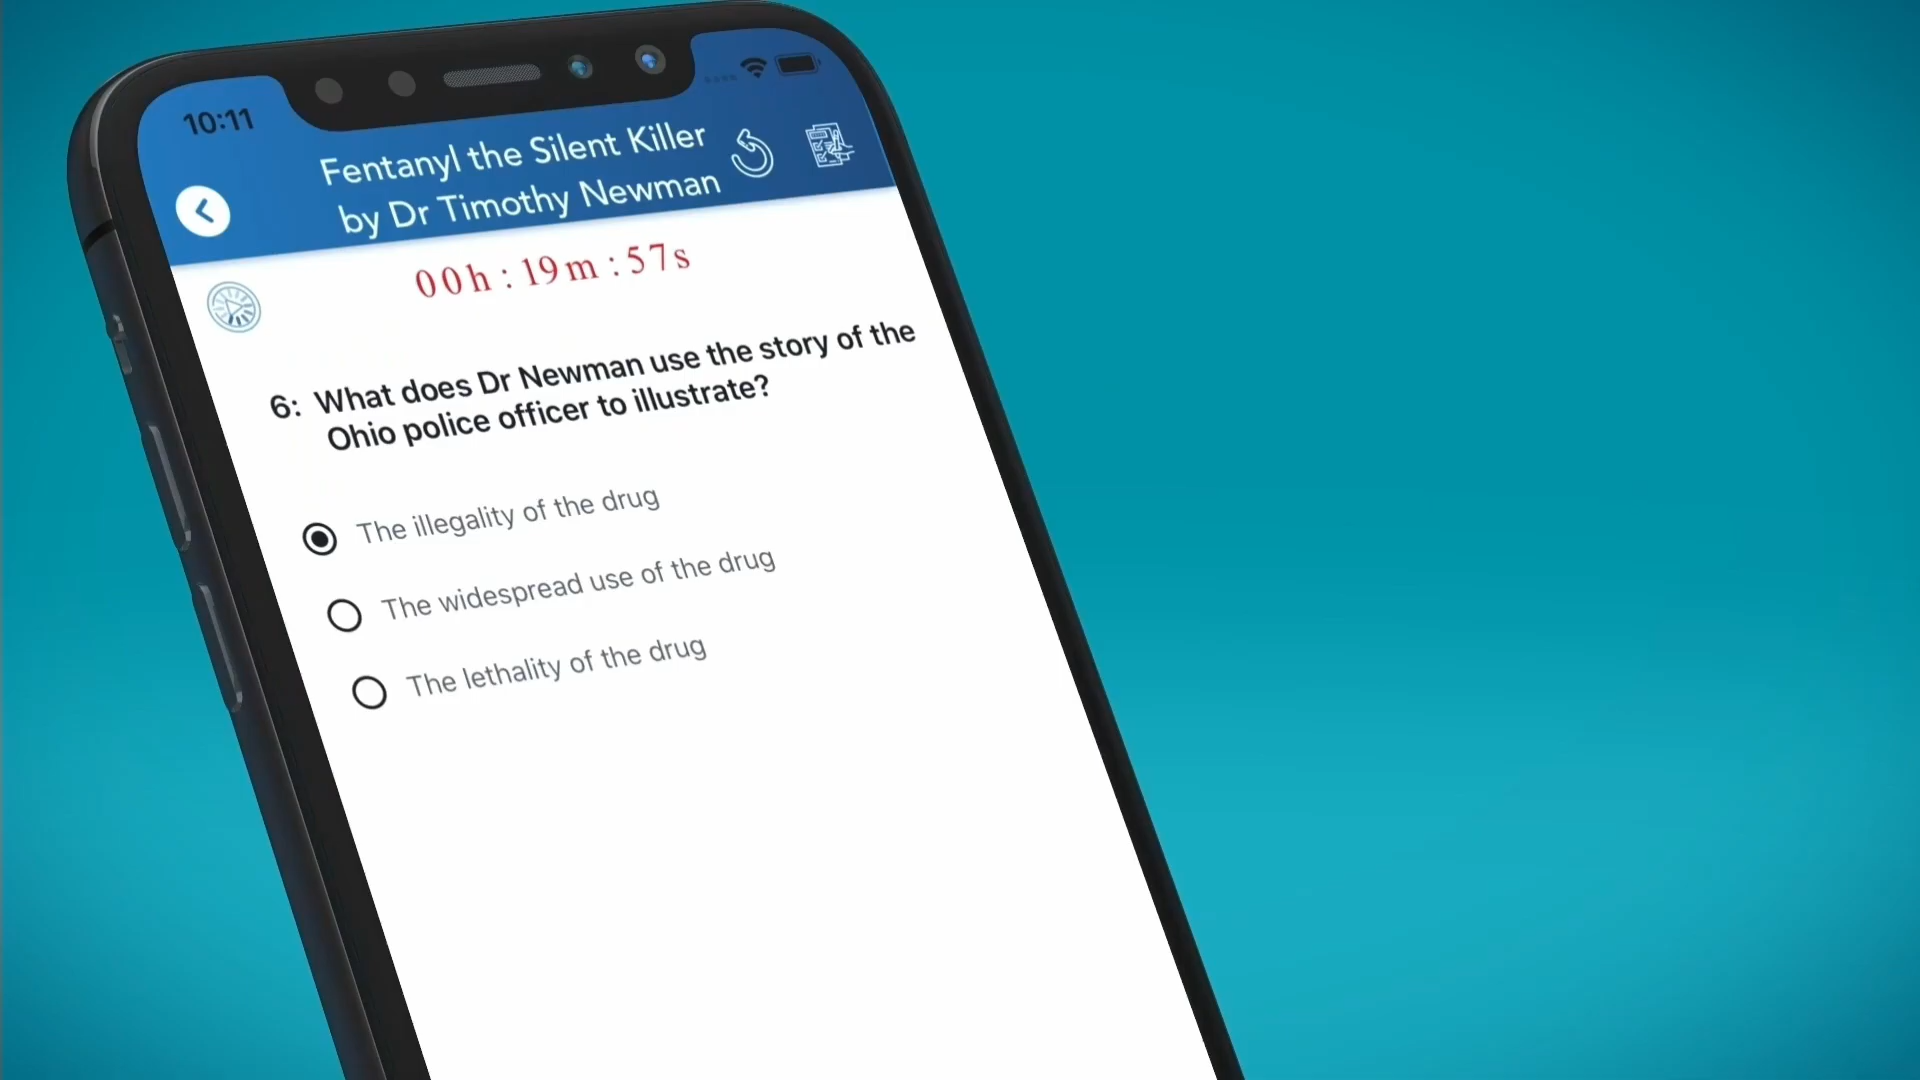 10:11
Fentanyl the Silent Killer
by Dr Timothy Newman
00h : 19m : 57s
6: What does Dr Newman use the story of the
Ohio police officer to illustrate?
The illegality of the drug
The widespread use of the drug
The lethality of the drug